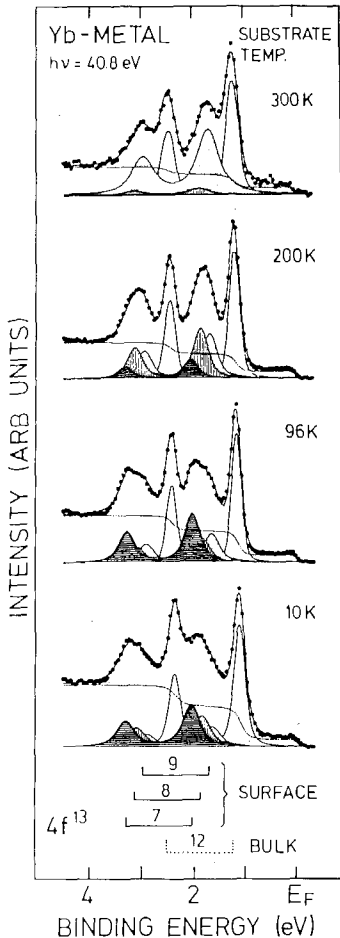 Yb-METAL
hν = 40.8 eV
SUBSTRATE
TEMP.
300K
200K
96K
10K
INTENSITY (ARB UNITS)
9
8
7
12
SURFACE
4f¹³
BULK
4 2 E_F
BINDING ENERGY (eV)